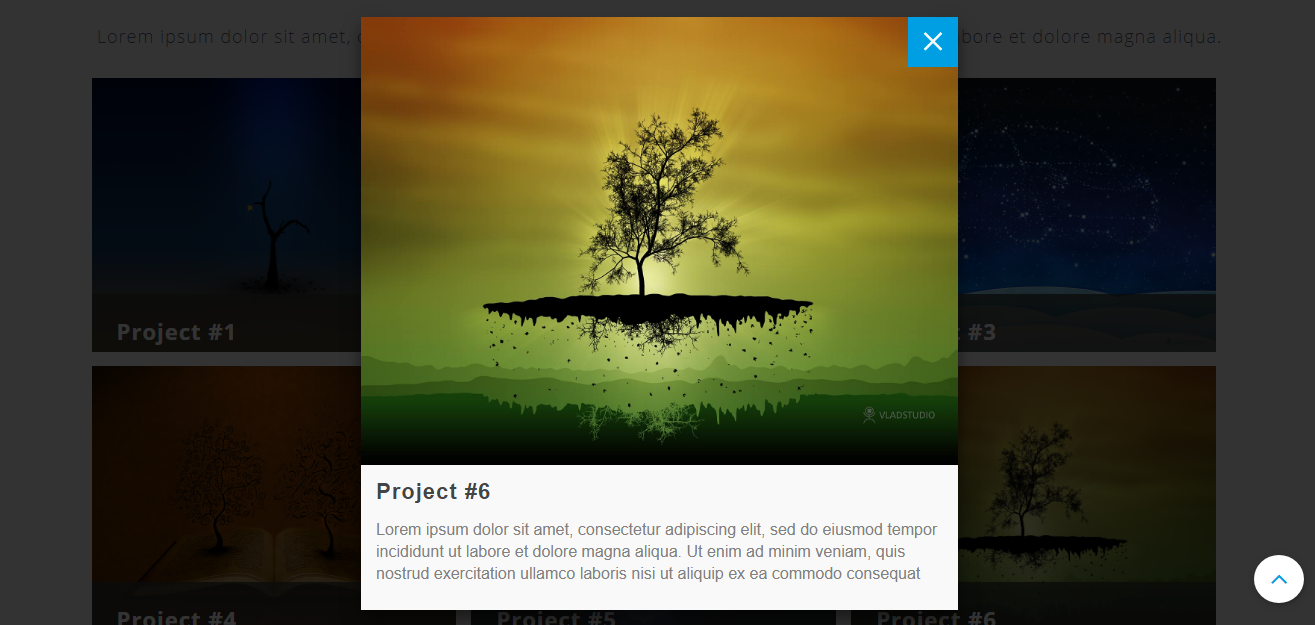 Lorem ipsum dolor sit amet,
bore et dolore magna aliqua.
Project #1
#3
VLADSTUDIO
Project #6
Lorem ipsum dolor sit amet, consectetur adipiscing elit, sed do eiusmod tempor
incididunt ut labore et dolore magna aliqua. Ut enim ad minim veniam, quis
nostrud exercitation ullamco laboris nisi ut aliquip ex ea commodo consequat
Project #4
Project #5
Project #6